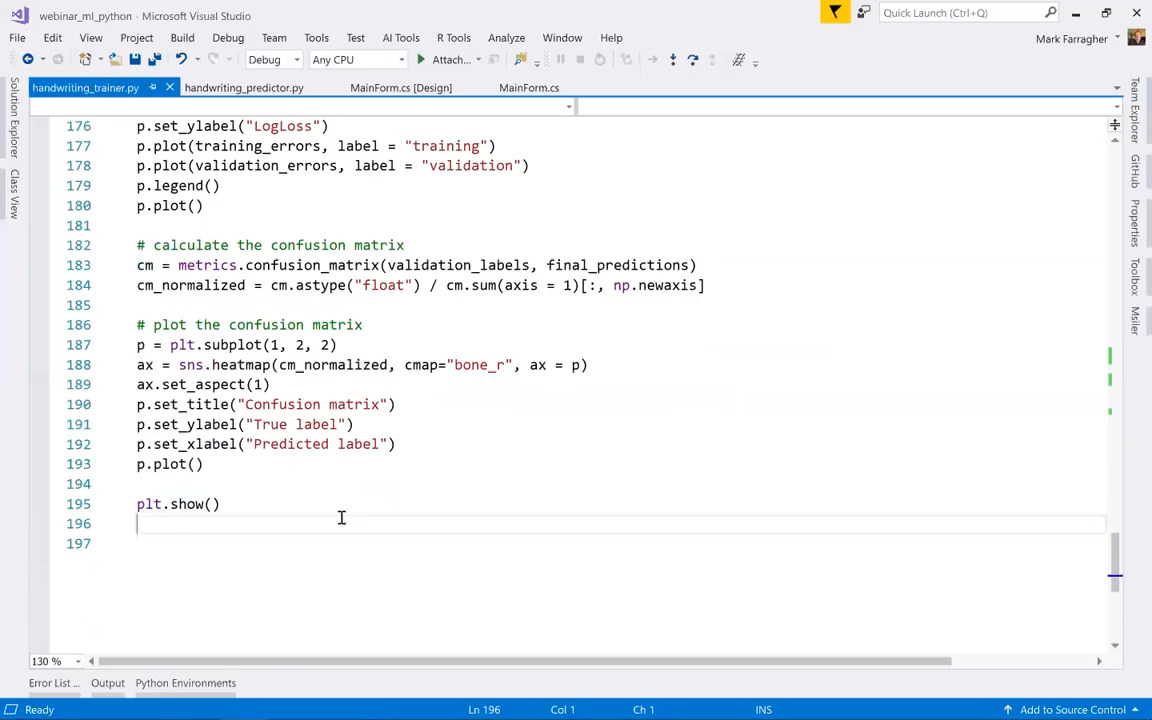 webinar_ml_python - Microsoft Visual Studio
Quick Launch (Ctrl+Q)
File Edit View Project Build Debug Team Tools Test AI Tools R Tools Analyze Window Help
Mark Farragher
Debug Any CPU Attach...
handwriting_trainer.py handwriting_predictor.py MainForm.cs [Design] MainForm.cs
Solution Explorer
Class View
176 p.set_ylabel("LogLoss")
177 p.plot(training_errors, label = "training")
178 p.plot(validation_errors, label = "validation")
179 p.legend()
180 p.plot()
181
182 # calculate the confusion matrix
183 cm = metrics.confusion_matrix(validation_labels, final_predictions)
184 cm_normalized = cm.astype("float") / cm.sum(axis = 1)[:, np.newaxis]
185
186 # plot the confusion matrix
187 p = plt.subplot(1, 2, 2)
188 ax = sns.heatmap(cm_normalized, cmap="bone_r", ax = p)
189 ax.set_aspect(1)
190 p.set_title("Confusion matrix")
191 p.set_ylabel("True label")
192 p.set_xlabel("Predicted label")
193 p.plot()
194
195 plt.show()
196
197
Team Explorer
GitHub
Properties
Toolbox
130 %
Error List ... Output Python Environments
Ready Ln 196 Col 1 Ch 1 INS Add to Source Control